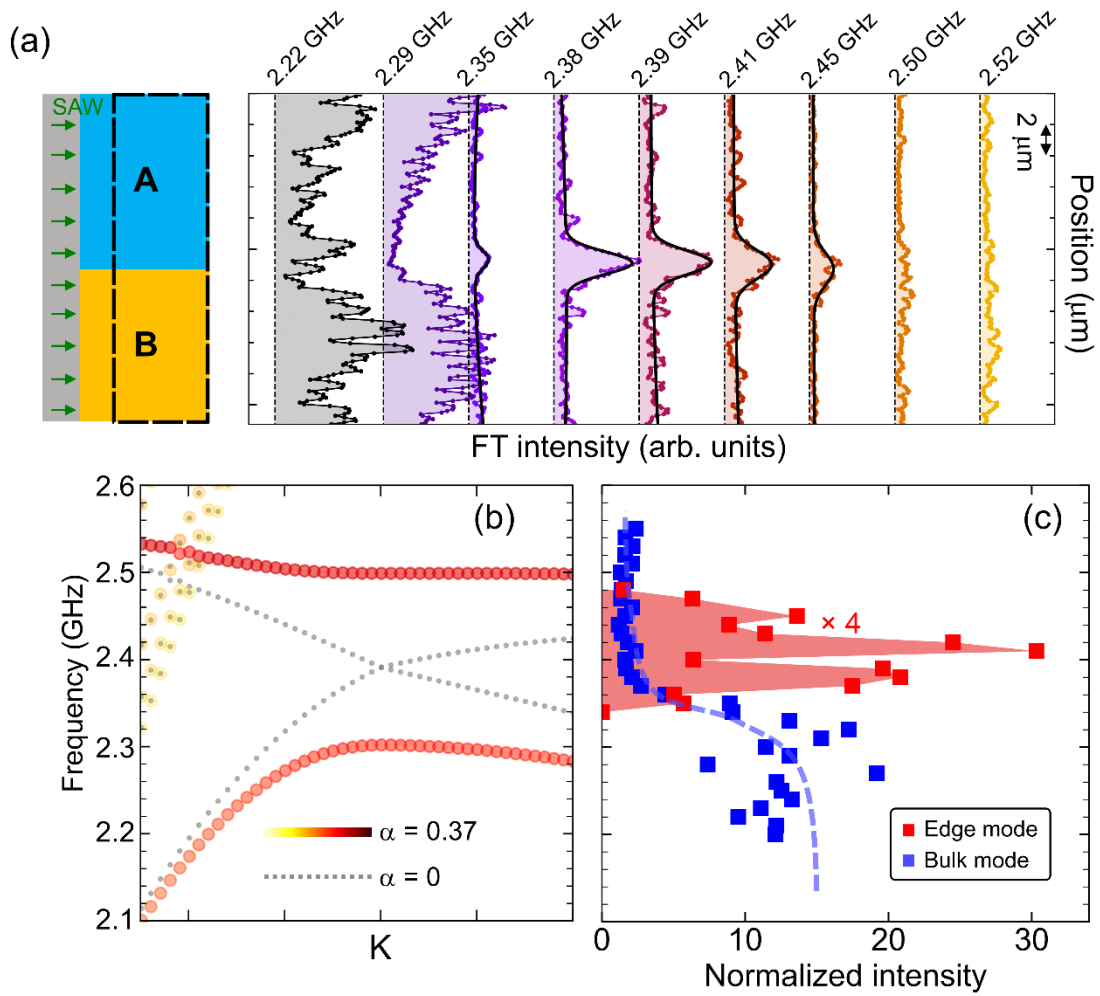 (a)
2.22 GHz
2.29 GHz
2.35 GHz
2.38 GHz
2.39 GHz
2.41 GHz
2.45 GHz
2.50 GHz
2.52 GHz
SAW
A
B
2 μm
Position (μm)
FT intensity (arb. units)
(b)
2.6
2.5
2.4
2.3
2.2
2.1
Frequency (GHz)
α = 0.37
α = 0
K
(c)
× 4
Edge mode
Bulk mode
0 10 20 30
Normalized intensity